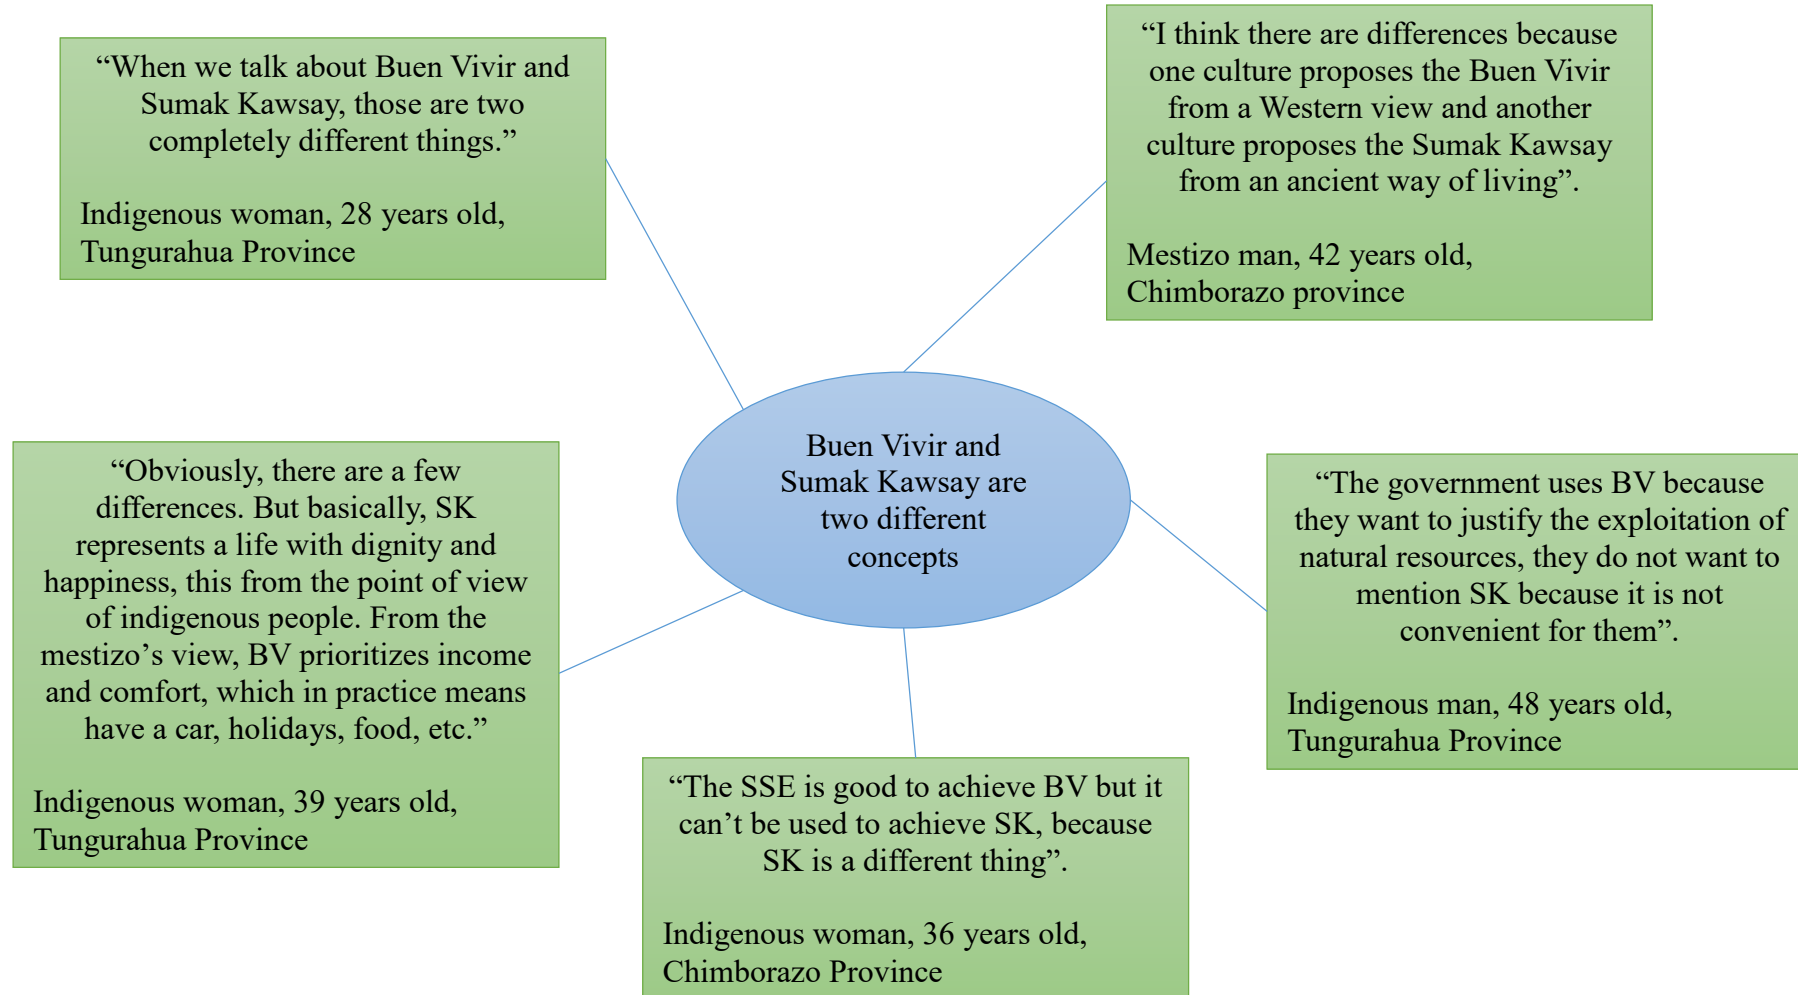 “When we talk about Buen Vivir and
Sumak Kawsay, those are two
completely different things.”
Indigenous woman, 28 years old,
Tungurahua Province
“I think there are differences because
one culture proposes the Buen Vivir
from a Western view and another
culture proposes the Sumak Kawsay
from an ancient way of living”.
Mestizo man, 42 years old,
Chimborazo province
Buen Vivir and
Sumak Kawsay are
two different
concepts
“Obviously, there are a few
differences. But basically, SK
represents a life with dignity and
happiness, this from the point of view
of indigenous people. From the
mestizo’s view, BV prioritizes income
and comfort, which in practice means
have a car, holidays, food, etc.”
Indigenous woman, 39 years old,
Tungurahua Province
“The government uses BV because
they want to justify the exploitation of
natural resources, they do not want to
mention SK because it is not
convenient for them”.
Indigenous man, 48 years old,
Tungurahua Province
“The SSE is good to achieve BV but it
can’t be used to achieve SK, because
SK is a different thing”.
Indigenous woman, 36 years old,
Chimborazo Province